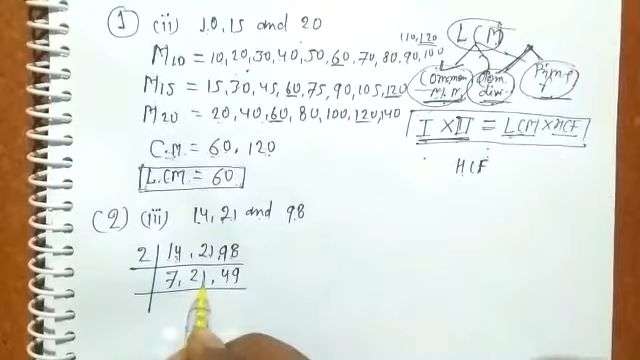 ① (ii) 10,15 and 20
M10 = 10,20,30,40,50,60,70,80,90,100
110,120
M15 = 15,30,45,60,75,90,105,120
M20 = 20,40,60,80,100,120,140
C.M = 60,120
L.CM = 60
LCM
Common
div.
Prime
I × II = LCM × HCF
HCF
(2) (iii) 14,21 and 98
2 | 14,21,98
7,21,49